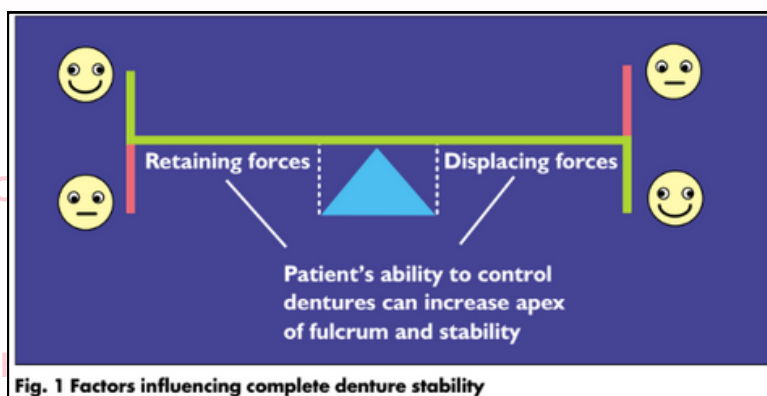 Retaining forces
Displacing forces
Patient's ability to control
dentures can increase apex
of fulcrum and stability
Fig. 1 Factors influencing complete denture stability